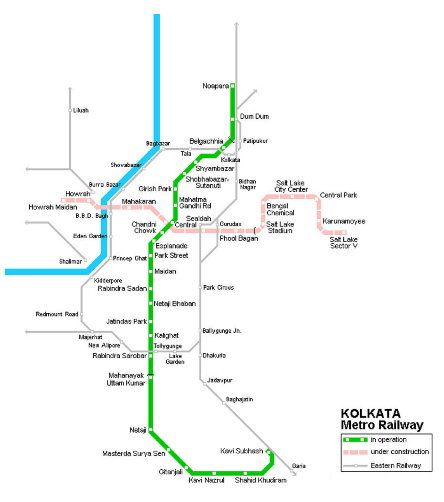 Noapara
Dum Dum
Liluah
Belgachhia
Patipukur
Bagbazar
Tala
Kolkata
Shovabazar
Shyambazar
Shobhabazar-
Sutanuti
Bidhan
Nagar
Burra Bazar
Girish Park
Salt Lake
City Center
Central Park
Howrah
Howrah Maidan
Mahakaran
Mahatma
Gandhi Rd
Bengal
Chemical
B.B.D. Bagh
Sealdah
Gurudas
Karunamoyee
Chandni
Chowk
Central
Salt Lake
Stadium
Eden Garden
Phool Bagan
Salt Lake
Sector V
Esplanade
Shalimar
Princep Ghat
Park Street
Maidan
Kidderpore
Rabindra Sadan
Park Circus
Netaji Bhaban
Redmount Road
Jatindas Park
Majerhat
Kalighat
Ballygunge Jn.
New Alipore
Tollygunge
Rabindra Sarobar
Lake
Garden
Dhakuria
Mahanayak
Uttam Kumar
Jadavpur
Baghajatin
Netaji
KOLKATA
Metro Railway
in operation
under construction
Eastern Railway
Masterda Surya Sen
Kavi Subhash
Garia
Gitanjali
Kavi Nazrul
Shahid Khudiram